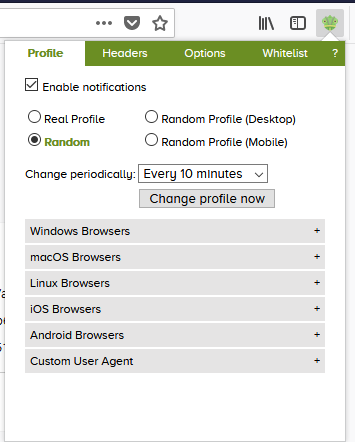 Profile Headers Options Whitelist ?
Enable notifications
Real Profile Random Profile (Desktop)
Random Random Profile (Mobile)
Change periodically: Every 10 minutes
Change profile now
Windows Browsers +
macOS Browsers +
Linux Browsers +
iOS Browsers +
Android Browsers +
Custom User Agent +